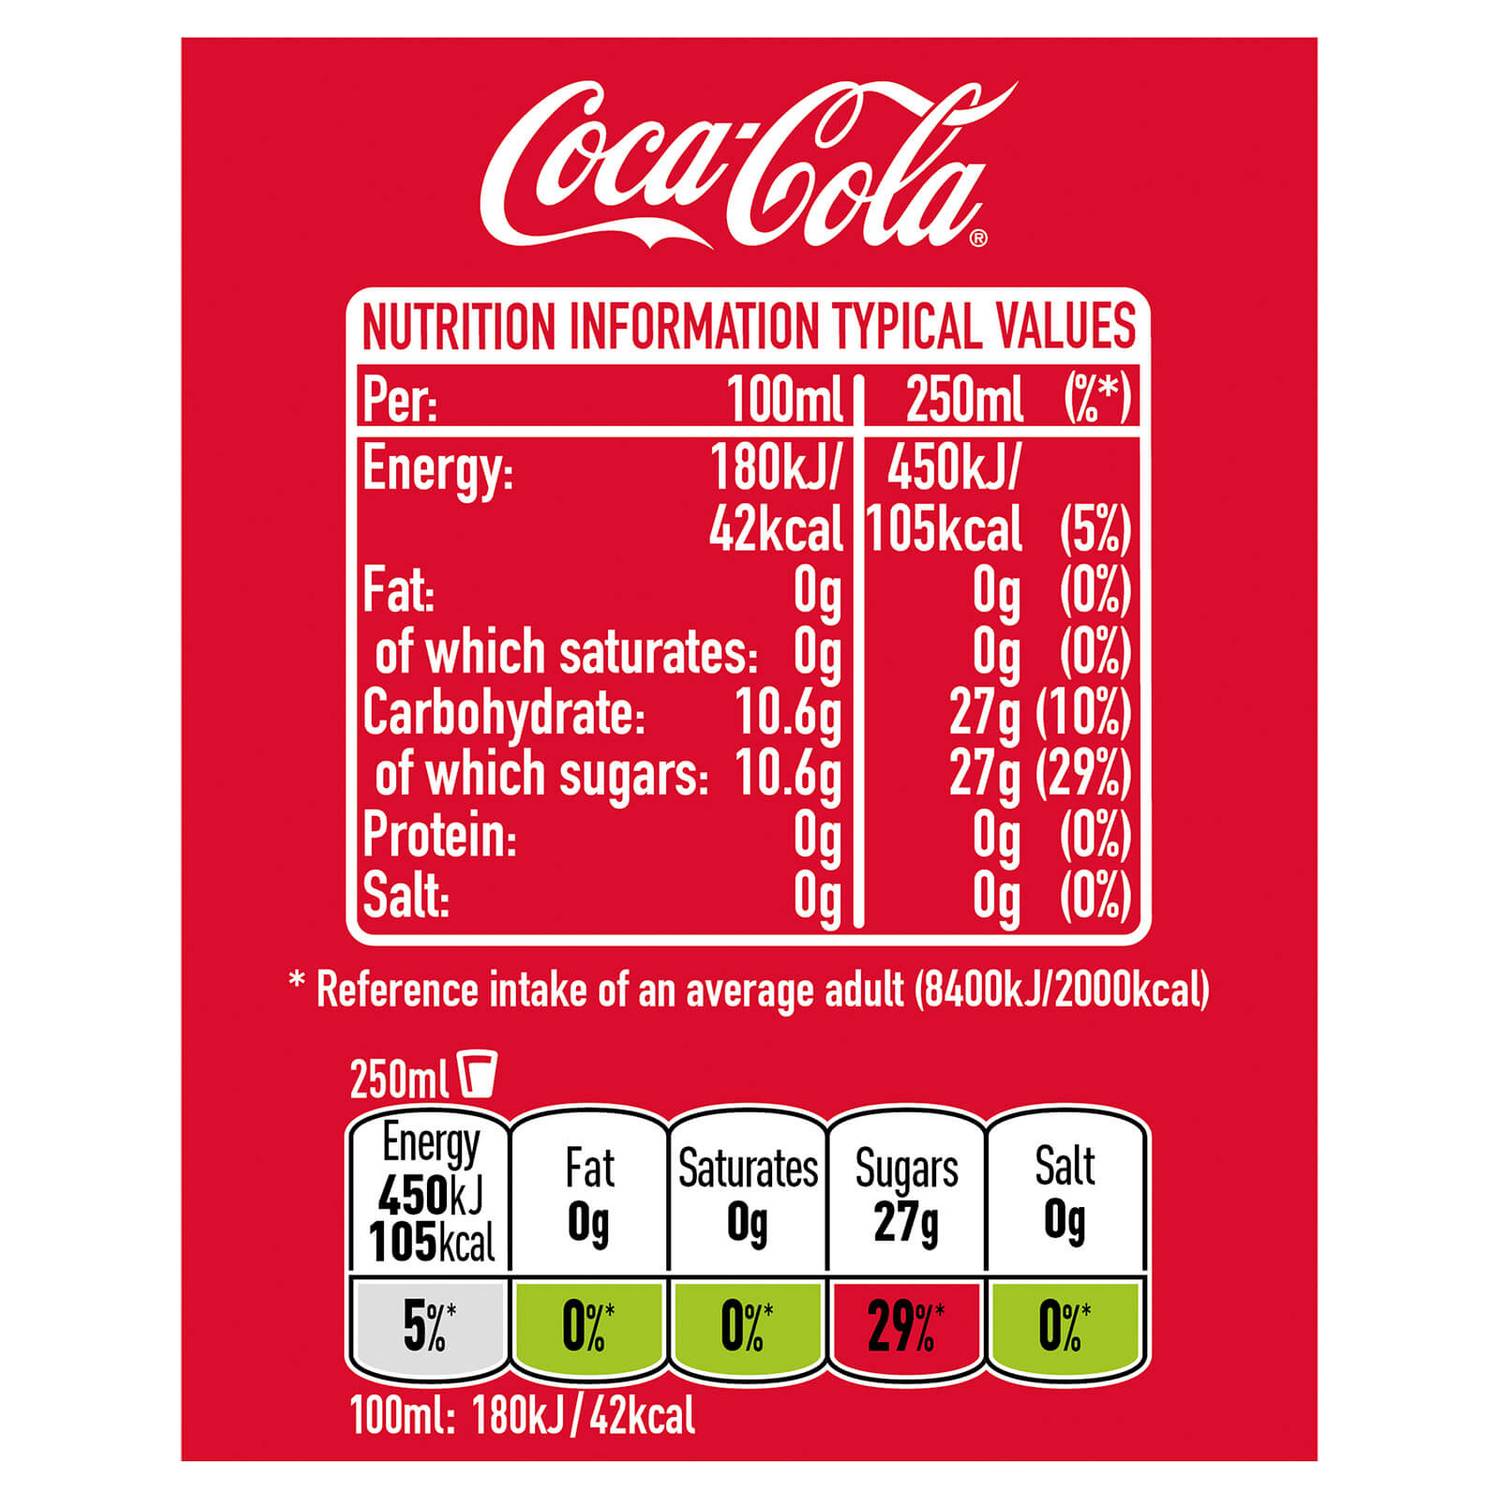 Coca-Cola®
NUTRITION INFORMATION TYPICAL VALUES
Per: 100ml 250ml (%*)
Energy: 180kJ/ 450kJ/
42kcal 105kcal (5%)
Fat: 0g 0g (0%)
of which saturates: 0g 0g (0%)
Carbohydrate: 10.6g 27g (10%)
of which sugars: 10.6g 27g (29%)
Protein: 0g 0g (0%)
Salt: 0g 0g (0%)
* Reference intake of an average adult (8400kJ/2000kcal)
250ml
Energy
450kJ
105kcal
5%*
Fat
0g
0%*
Saturates
0g
0%*
Sugars
27g
29%*
Salt
0g
0%*
100ml: 180kJ/42kcal